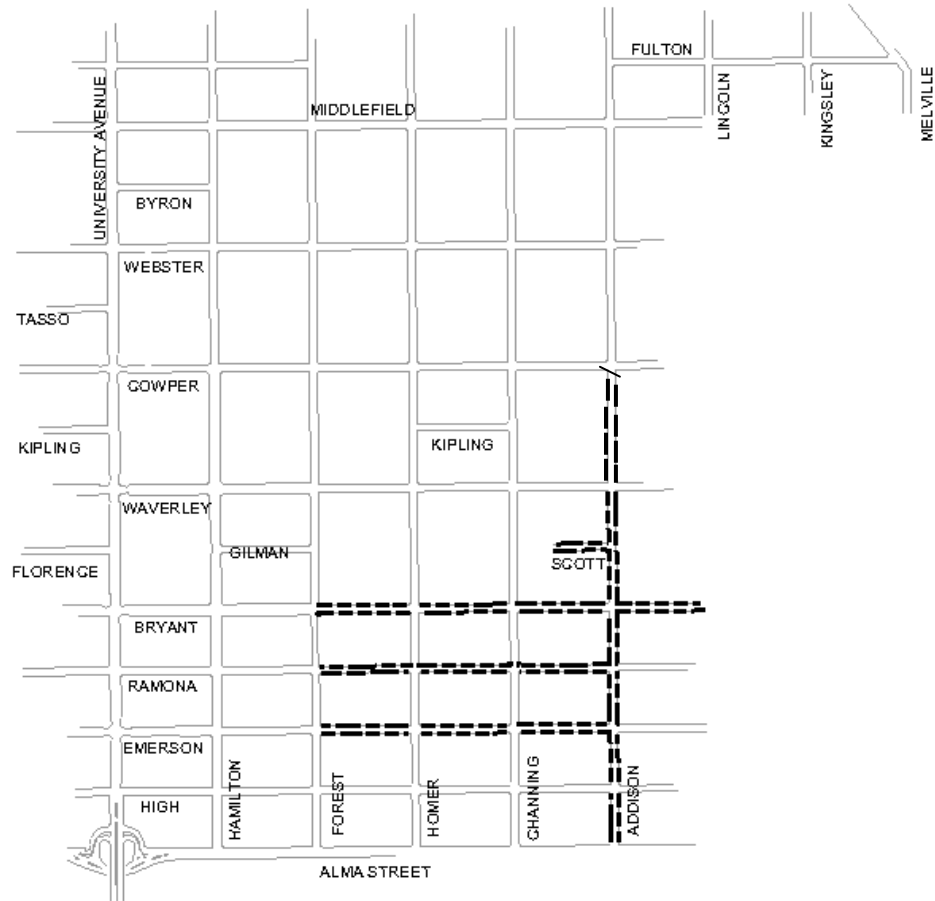 FULTON
UNIVERSITY AVENUE
LINCOLN
KINGSLEY
MELVILLE
MIDDLEFIELD
BYRON
WEBSTER
TASSO
COWPER
KIPLING
KIPLING
WAVERLEY
GILMAN
SCOTT
FLORENCE
BRYANT
RAMONA
EMERSON
HAMILTON
FOREST
HOMER
CHANNING
ADDISON
HIGH
ALMA STREET